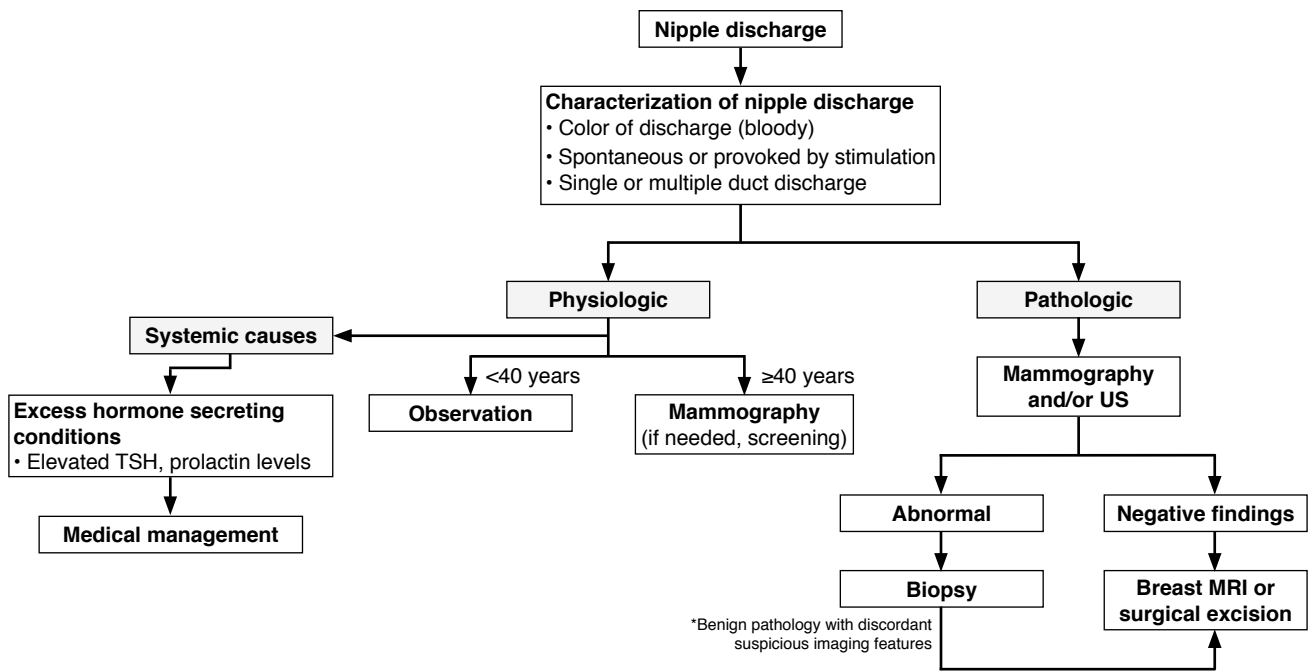 Nipple discharge
Characterization of nipple discharge
• Color of discharge (bloody)
• Spontaneous or provoked by stimulation
• Single or multiple duct discharge
Physiologic
Pathologic
Systemic causes
<40 years
≥40 years
Excess hormone secreting
conditions
• Elevated TSH, prolactin levels
Observation
Mammography
(if needed, screening)
Mammography
and/or US
Medical management
Abnormal
Negative findings
Biopsy
Breast MRI or
surgical excision
*Benign pathology with discordant
suspicious imaging features